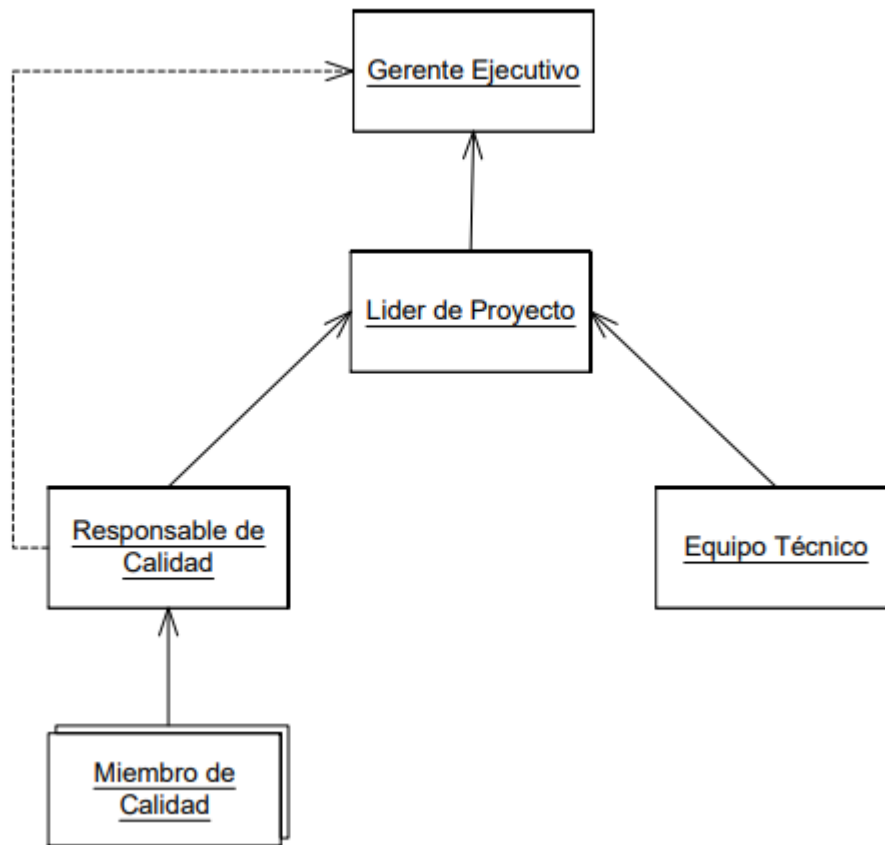 Gerente Ejecutivo
Lider de Proyecto
Responsable de
Calidad
Equipo Técnico
Miembro de
Calidad